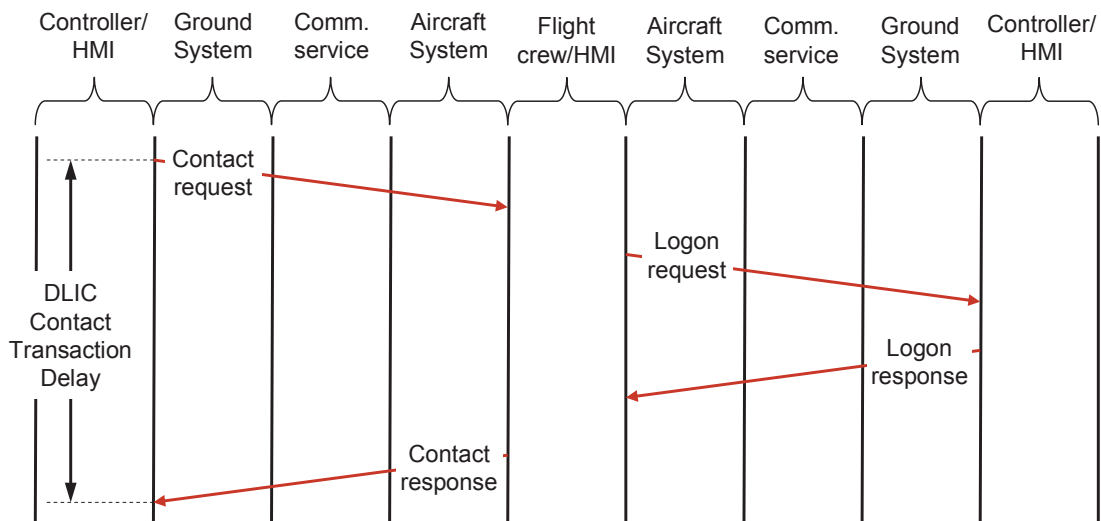 Controller/
HMI
Ground
System
Comm.
service
Aircraft
System
Flight
crew/HMI
Aircraft
System
Comm.
service
Ground
System
Controller/
HMI
Contact
request
Logon
request
DLIC
Contact
Transaction
Delay
Logon
response
Contact
response